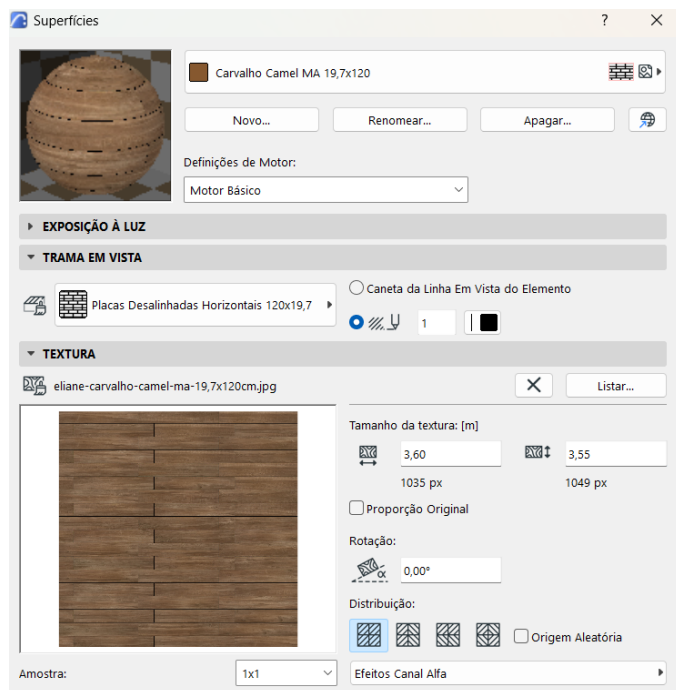 Superfícies
?
Carvalho Camel MA 19,7x120
Novo...
Renomear...
Apagar...
Definições de Motor:
Motor Básico
EXPOSIÇÃO À LUZ
TRAMA EM VISTA
Placas Desalinhadas Horizontais 120x19,7
Caneta da Linha Em Vista do Elemento
1
TEXTURA
eliane-carvalho-camel-ma-19,7x120cm.jpg
Listar...
Tamanho da textura: [m]
3,60
3,55
1035 px
1049 px
Proporção Original
Rotação:
α
0,00°
Distribuição:
Origem Aleatória
Amostra:
1x1
Efeitos Canal Alfa